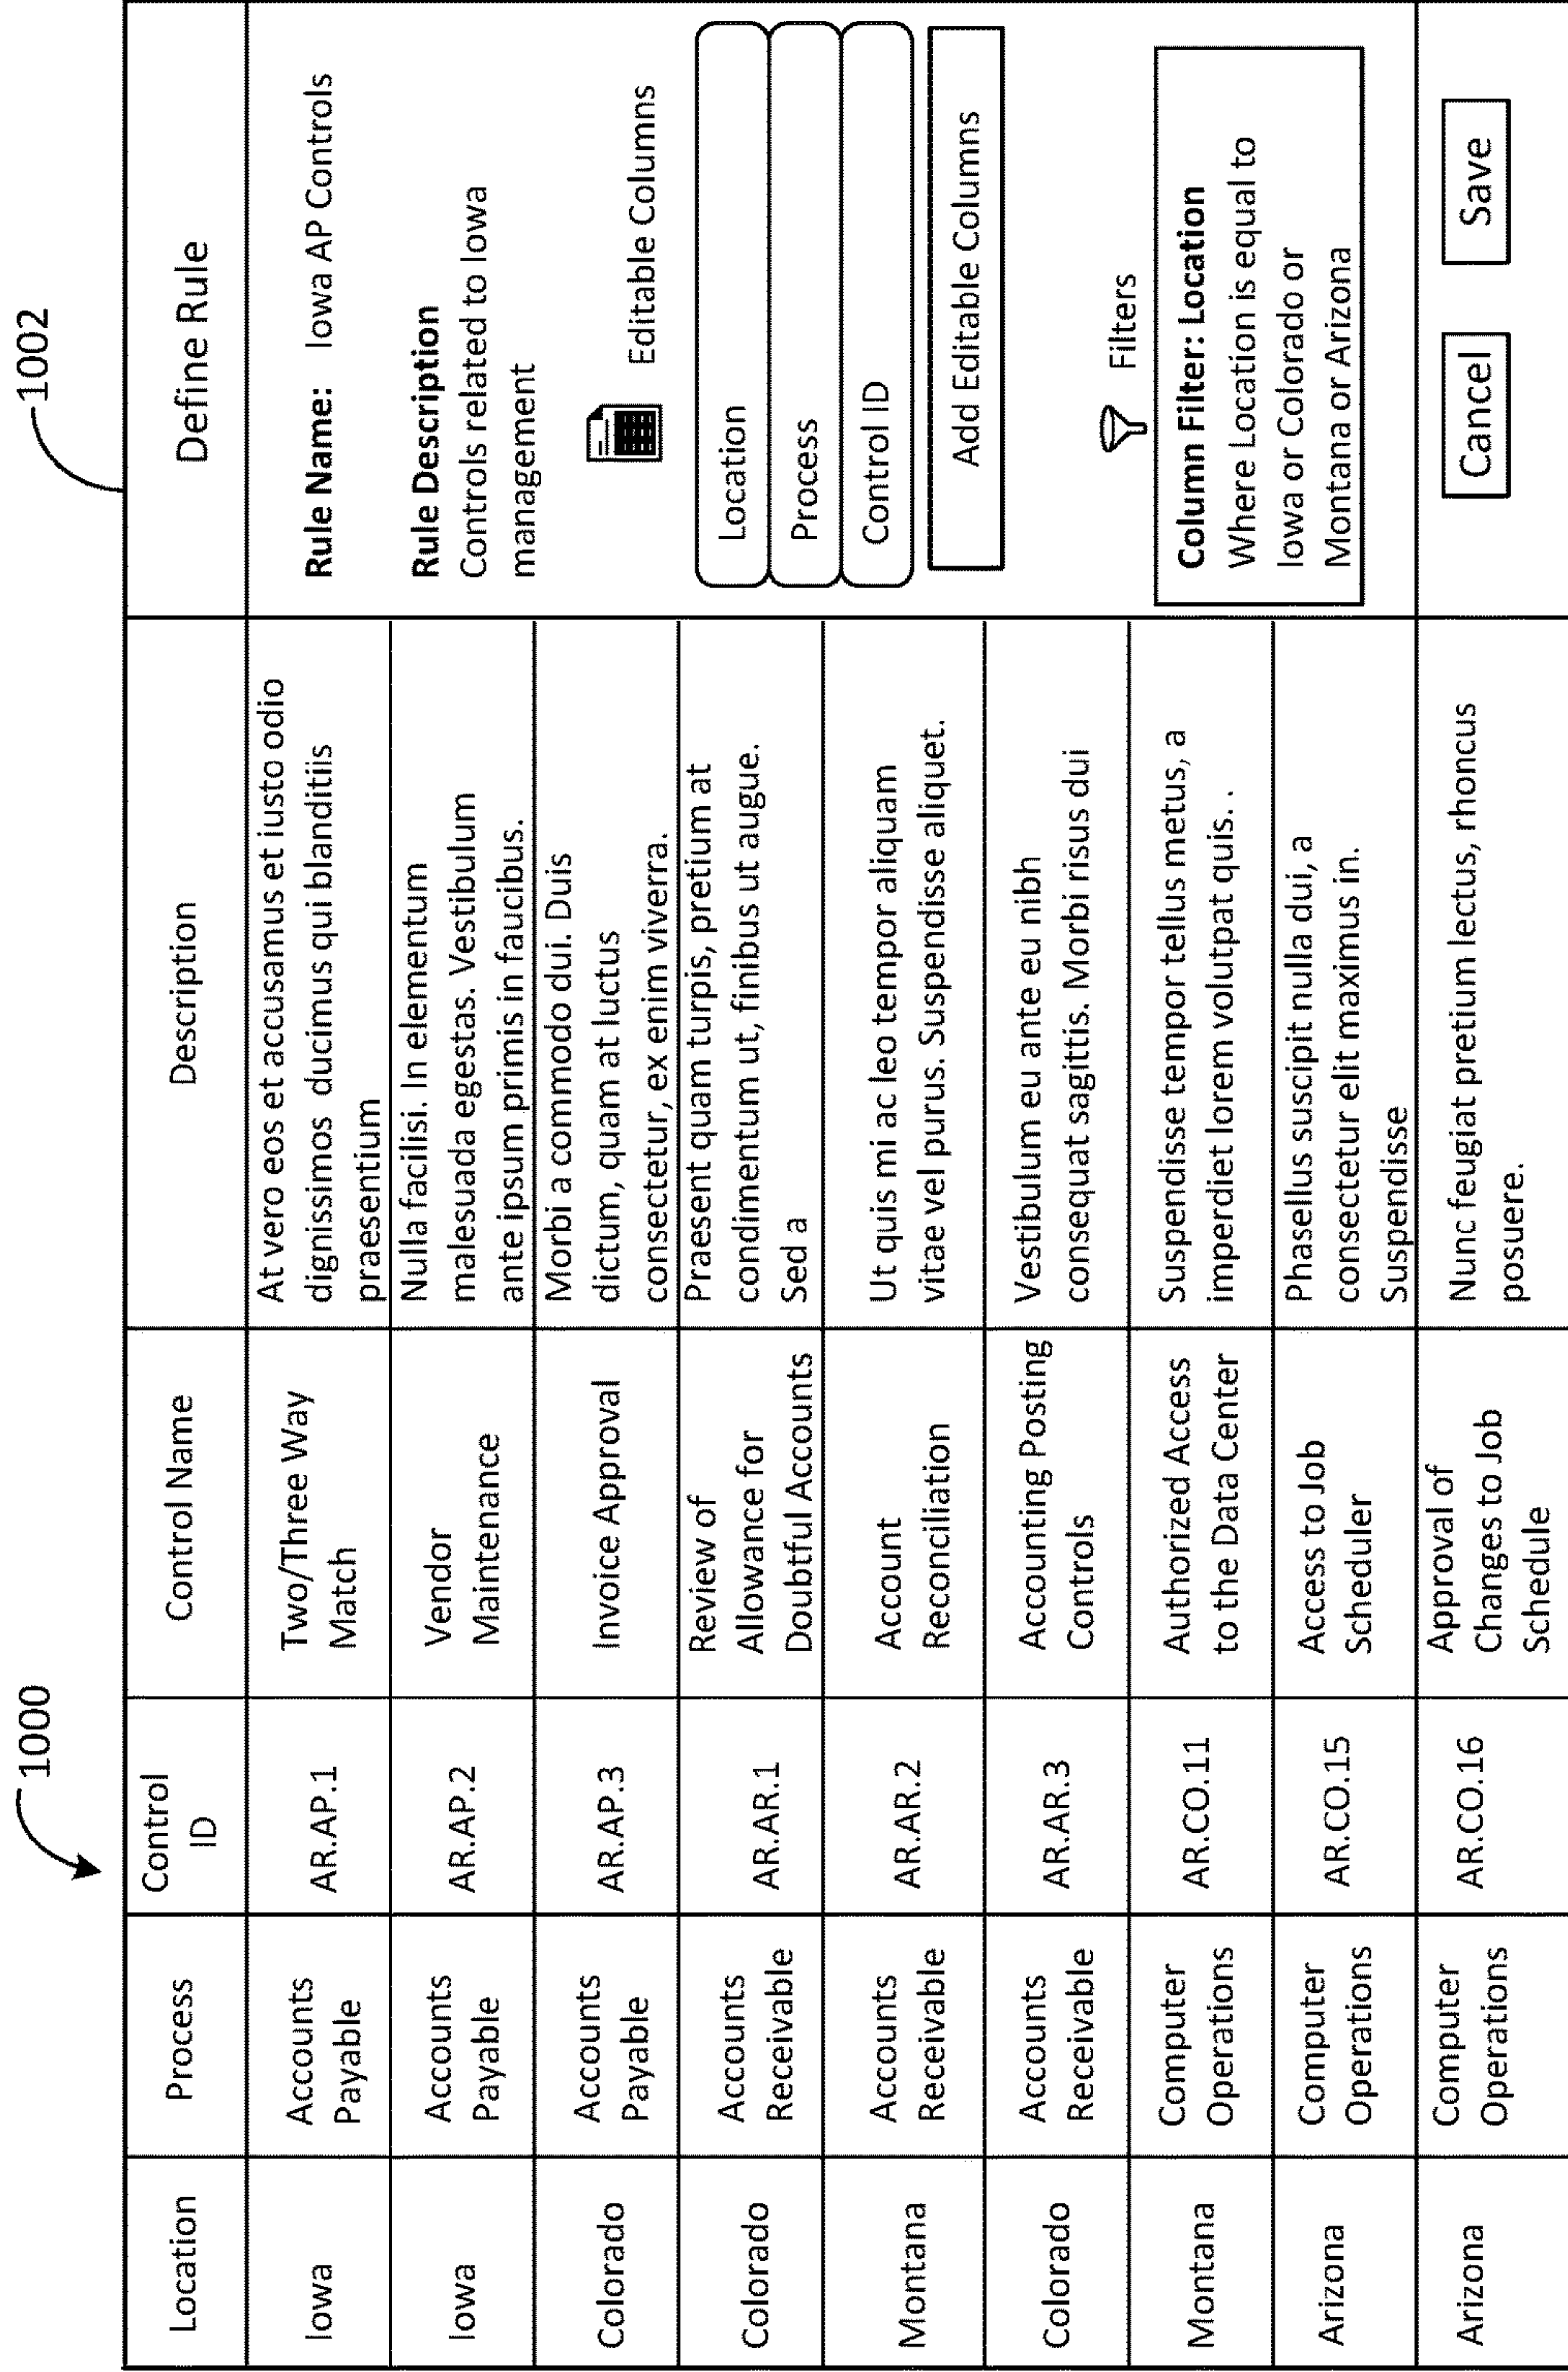 1000
1002
Location
Process
Control
ID
Control Name
Description
Define Rule
Iowa
Accounts
Payable
AR.AP.1
Two/Three Way
Match
At vero eos et accusamus et iusto odio
dignissimos ducimus qui blanditiis
praesentium
Iowa
Accounts
Payable
AR.AP.2
Vendor
Maintenance
Nulla facilisi. In elementum
malesuada egestas. Vestibulum
ante ipsum primis in faucibus.
Colorado
Accounts
Payable
AR.AP.3
Invoice Approval
Morbi a commodo dui. Duis
dictum, quam at luctus
consectetur, ex enim viverra.
Colorado
Accounts
Receivable
AR.AR.1
Review of
Allowance for
Doubtful Accounts
Praesent quam turpis, pretium at
condimentum ut, finibus ut augue.
Sed a
Montana
Accounts
Receivable
AR.AR.2
Account
Reconciliation
Ut quis mi ac leo tempor aliquam
vitae vel purus. Suspendisse aliquet.
Colorado
Accounts
Receivable
AR.AR.3
Accounting Posting
Controls
Vestibulum eu ante eu nibh
consequat sagittis. Morbi risus dui
Montana
Computer
Operations
AR.CO.11
Authorized Access
to the Data Center
Suspendisse tempor tellus metus, a
imperdiet lorem volutpat quis. .
Arizona
Computer
Operations
AR.CO.15
Access to Job
Scheduler
Phasellus suscipit nulla dui, a
consectetur elit maximus in.
Suspendisse
Arizona
Computer
Operations
AR.CO.16
Approval of
Changes to Job
Schedule
Nunc feugiat pretium lectus, rhoncus
posuere.
Rule Name: Iowa AP Controls
Rule Description
Controls related to Iowa
management
Editable Columns
Location
Process
Control ID
Add Editable Columns
Filters
Column Filter: Location
Where Location is equal to
Iowa or Colorado or
Montana or Arizona
Cancel
Save